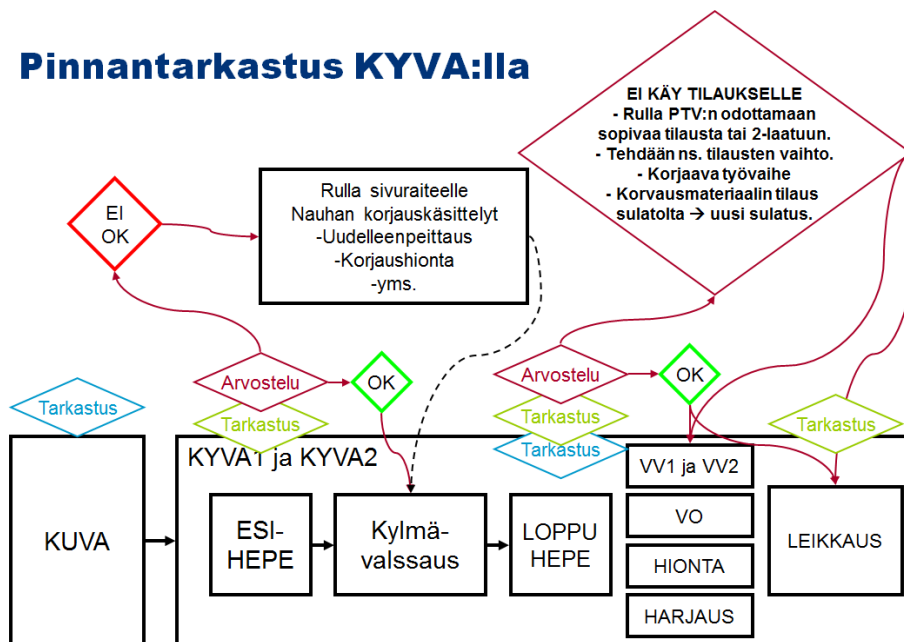 Pinnantarkastus KYVA:lla
EI KÄY TILAUKSELLE
- Rulla PTV:n odottamaan
sopivaa tilausta tai 2-laatuun.
- Tehdään ns. tilausten vaihto.
- Korjaava työvaihe
- Korvausmateriaalin tilaus
sulatolta → uusi sulatus.
EI
OK
Rulla sivuraiteelle
Nauhan korjauskäsittelyt
-Uudelleenpeittaus
-Korjaushionta
-yms.
Arvostelu
OK
Arvostelu
OK
Tarkastus
Tarkastus
Tarkastus
Tarkastus
Tarkastus
KYVA1 ja KYVA2
KUVA
ESI-
HEPE
Kylmä-
valssaus
LOPPU
HEPE
VV1 ja VV2
VO
HIONTA
HARJAUS
LEIKKAUS